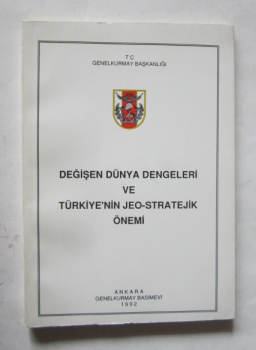 T C
GENELKURMAY BAŞKANLIĞI
DEĞİŞEN DÜNYA DENGELERİ
VE
TÜRKİYE'NİN JEO-STRATEJİK
ÖNEMİ
ANKARA
GENELKURMAY BASIMEVİ
1992